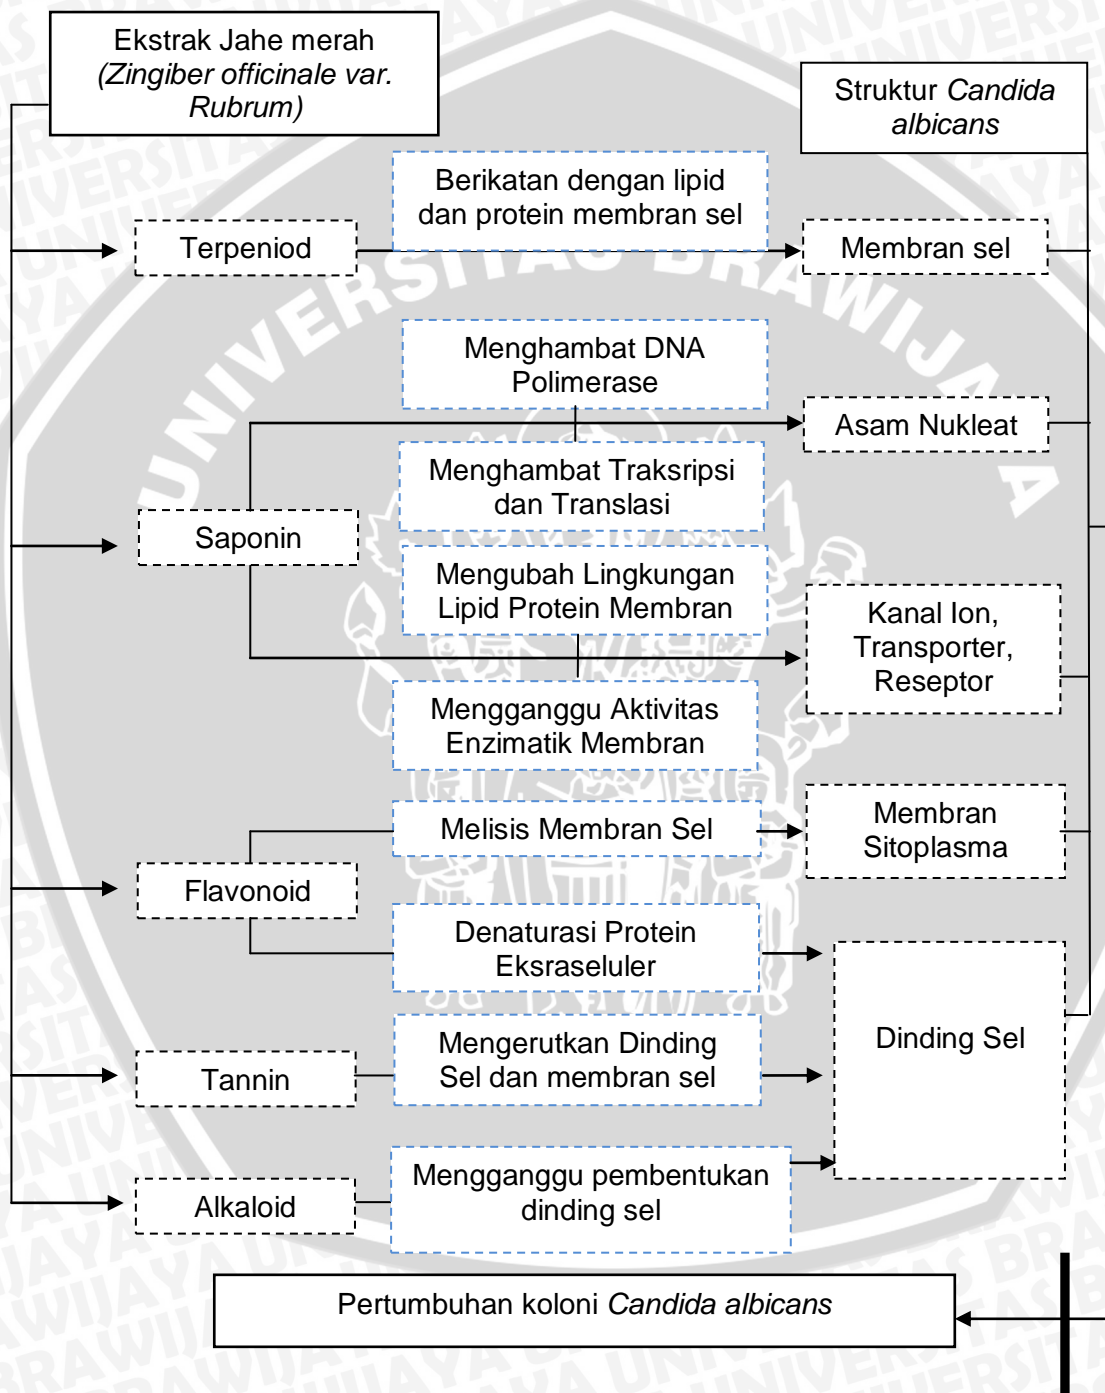 Ekstrak Jahe merah
(Zingiber officinale var.
Rubrum)
Struktur Candida
albicans
Berikatan dengan lipid
dan protein membran sel
Terpeniod
Membran sel
UNIVERSITAS BRAWIJAYA
Menghambat DNA
Polimerase
Asam Nukleat
Menghambat Traksripsi
dan Translasi
Saponin
Mengubah Lingkungan
Lipid Protein Membran
Kanal Ion,
Transporter,
Reseptor
Mengganggu Aktivitas
Enzimatik Membran
Melisis Membran Sel
Membran
Sitoplasma
Flavonoid
Denaturasi Protein
Eksraseluler
Dinding Sel
Mengerutkan Dinding
Sel dan membran sel
Tannin
Mengganggu pembentukan
dinding sel
Alkaloid
Pertumbuhan koloni Candida albicans